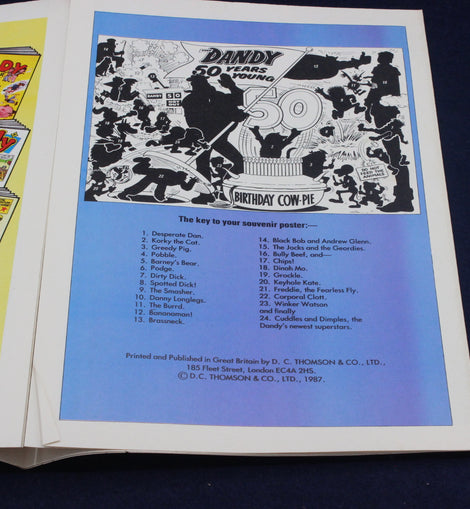 THE DANDY
50 YEARS YOUNG
50
BIRTHDAY COW-PIE
The key to your souvenir poster:—
1. Desperate Dan.
2. Korky the Cat.
3. Greedy Pig.
4. Pobble.
5. Barney's Bear.
6. Podge.
7. Dirty Dick.
8. Spotted Dick!
9. The Smasher.
10. Danny Longlegs.
11. The Burrd.
12. Bananaman!
13. Brassneck.
14. Black Bob and Andrew Glenn.
15. The Jocks and the Geordies.
16. Bully Beef, and—
17. Chips!
18. Dinah Mo.
19. Grockle.
20. Keyhole Kate.
21. Freddie, the Fearless Fly.
22. Corporal Clott.
23. Winker Watson
and finally
24. Cuddles and Dimples, the
Dandy's newest superstars.
Printed and Published in Great Britain by D. C. THOMSON & CO., LTD.,
185 Fleet Street, London EC4A 2HS.
© D.C. THOMSON & CO., LTD., 1987.